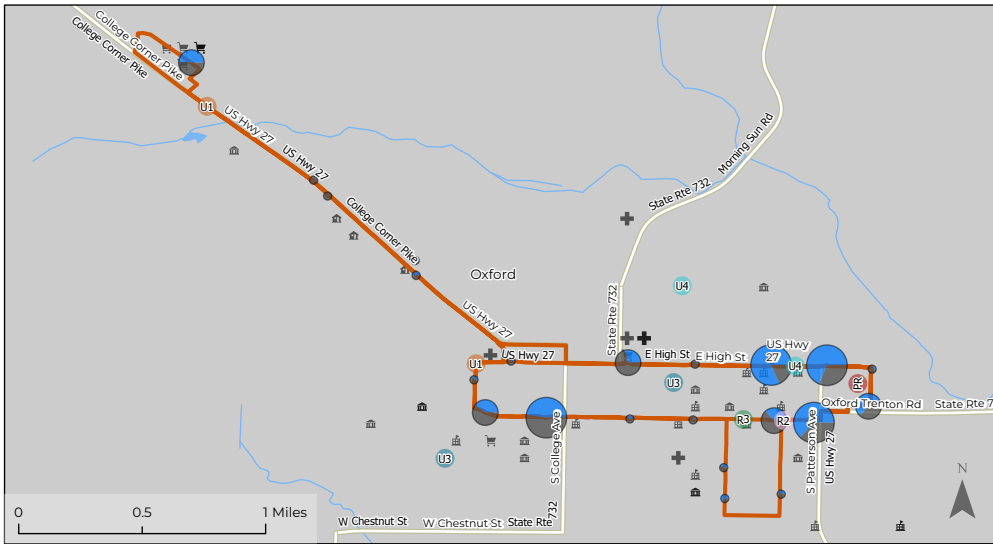 College Corner Pike
College Corner Pike
U1
US Hwy 27
US Hwy 27
College Corner Pike)
Morning Sun Rd
State Rte 732
Oxford
U4
State Rte 732
US Hwy 27
US Hwy 27
E High St
E High St
US Hwy
27
U1
U4
U3
PR
Oxford Trenton Rd
State Rte 7
R3
R2
S College Ave
S Patterson Ave
US Hwy 27
U3
N
W Chestnut St
W Chestnut St
State Rte
732
0
0.5
1 Miles